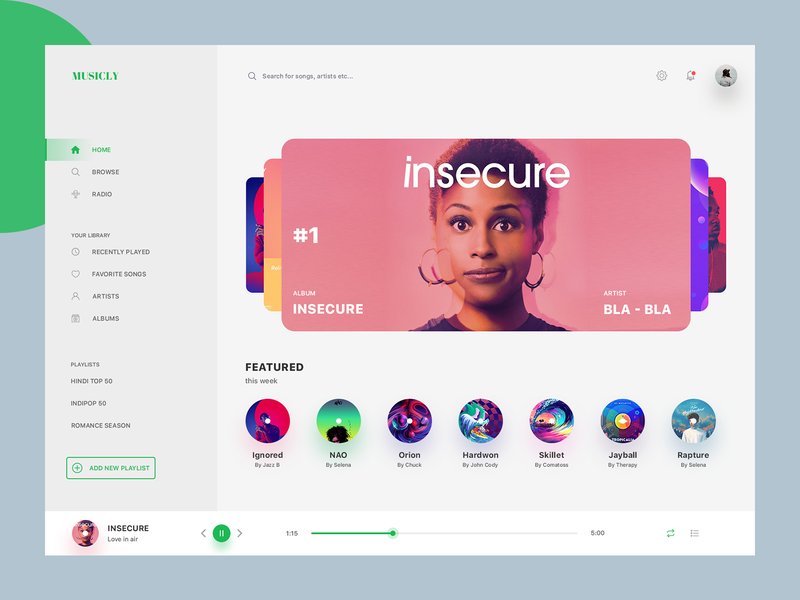 MUSICLY
Search for songs, artists etc...
HOME
BROWSE
RADIO
YOUR LIBRARY
RECENTLY PLAYED
FAVORITE SONGS
ARTISTS
ALBUMS
PLAYLISTS
HINDI TOP 50
INDIPOP 50
ROMANCE SEASON
ADD NEW PLAYLIST
insecure
#1
ALBUM
INSECURE
ARTIST
BLA - BLA
FEATURED
this week
Ignored
By Jazz B
NAO
By Selena
Orion
By Chuck
Hardwon
By John Cody
Skillet
By Comatoss
Jayball
By Therapy
Rapture
By Selena
INSECURE
Love in air
1:15
5:00